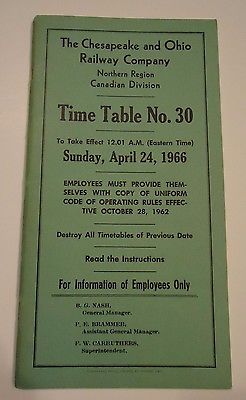 The Chesapeake and Ohio
Railway Company
Northern Region
Canadian Division
Time Table No. 30
To Take Effect 12.01 A.M. (Eastern Time)
Sunday, April 24, 1966
EMPLOYEES MUST PROVIDE THEM-
SELVES WITH COPY OF UNIFORM
CODE OF OPERATING RULES EFFEC-
TIVE OCTOBER 28, 1962
Destroy All Timetables of Previous Date
Read the Instructions
For Information of Employees Only
B. G. NASH,
General Manager.
P. E. BRAMMER,
Assistant General Manager.
F. W. CARRUTHERS,
Superintendent.